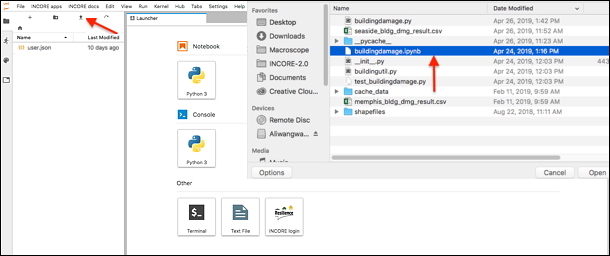 INCORE apps INCORE docs File Edit View Run Kernel Hub Tabs Settings Help
Launcher
Name Last Modified
user.json 10 days ago
Notebook
Python 3
Console
Python 3
Other
Terminal
Text File
INCORE login
Favorites
Desktop
Downloads
Macroscope
INCORE-2.0
Documents
Creative Clou...
Devices
Remote Disc
Aliwangwa...
Media
Music
Name Date Modified
buildingdamage.py Apr 26, 2019, 1:42 PM
seaside_bldg_dmg_result.csv Apr 26, 2019, 11:52 AM
__pycache__ Apr 26, 2019, 11:23 AM
buildingdamage.ipynb Apr 24, 2019, 1:16 PM
__init__.py Apr 24, 2019, 12:03 PM 443
buildingutil.py Apr 24, 2019, 12:03 PM
test_buildingdamage.py Apr 24, 2019, 12:03 PM
cache_data Feb 11, 2019, 9:59 AM
memphis_bldg_dmg_result.csv Feb 11, 2019, 9:59 AM
shapefiles Aug 22, 2018, 11:11 AM
Options Cancel Open